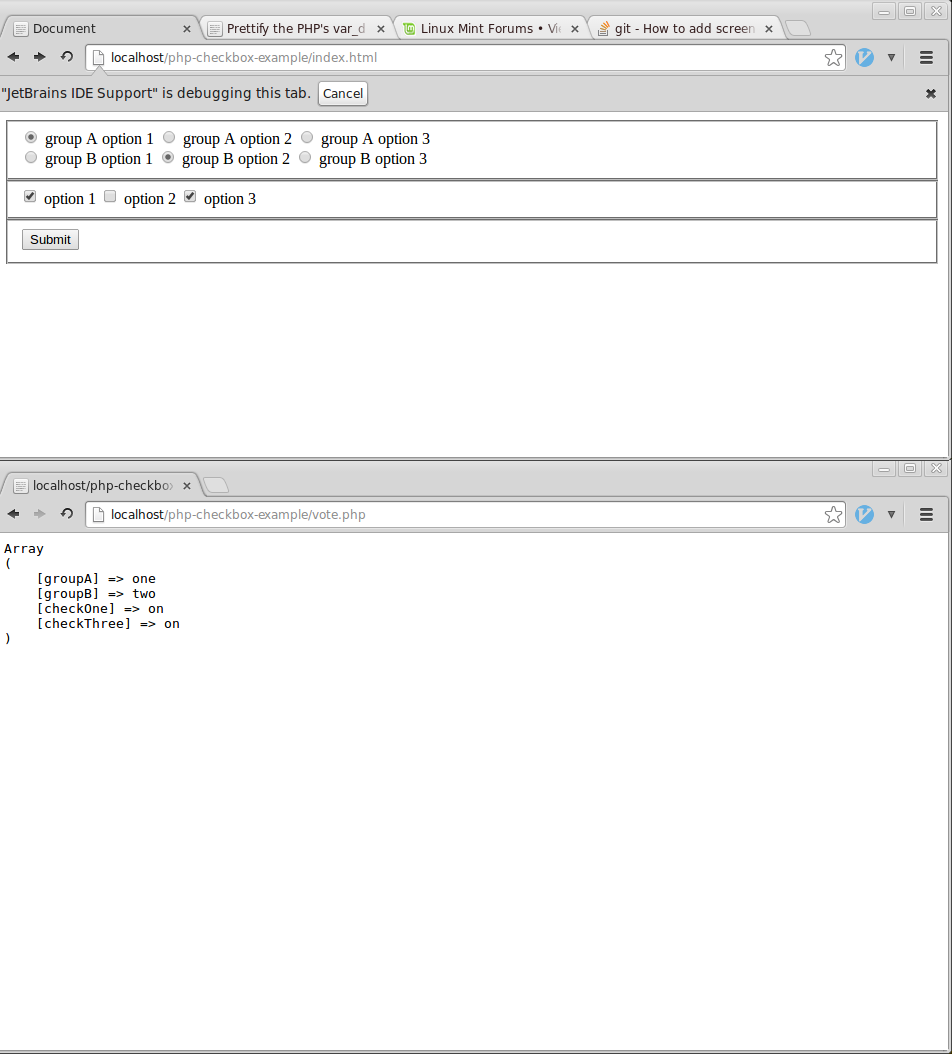 Document Prettify the PHP's var_d Linux Mint Forums • Vi git - How to add screen
localhost/php-checkbox-example/index.html
"JetBrains IDE Support" is debugging this tab. Cancel
group A option 1 group A option 2 group A option 3
group B option 1 group B option 2 group B option 3
option 1 option 2 option 3
Submit
localhost/php-checkbo
localhost/php-checkbox-example/vote.php
Array
(
[groupA] => one
[groupB] => two
[checkOne] => on
[checkThree] => on
)